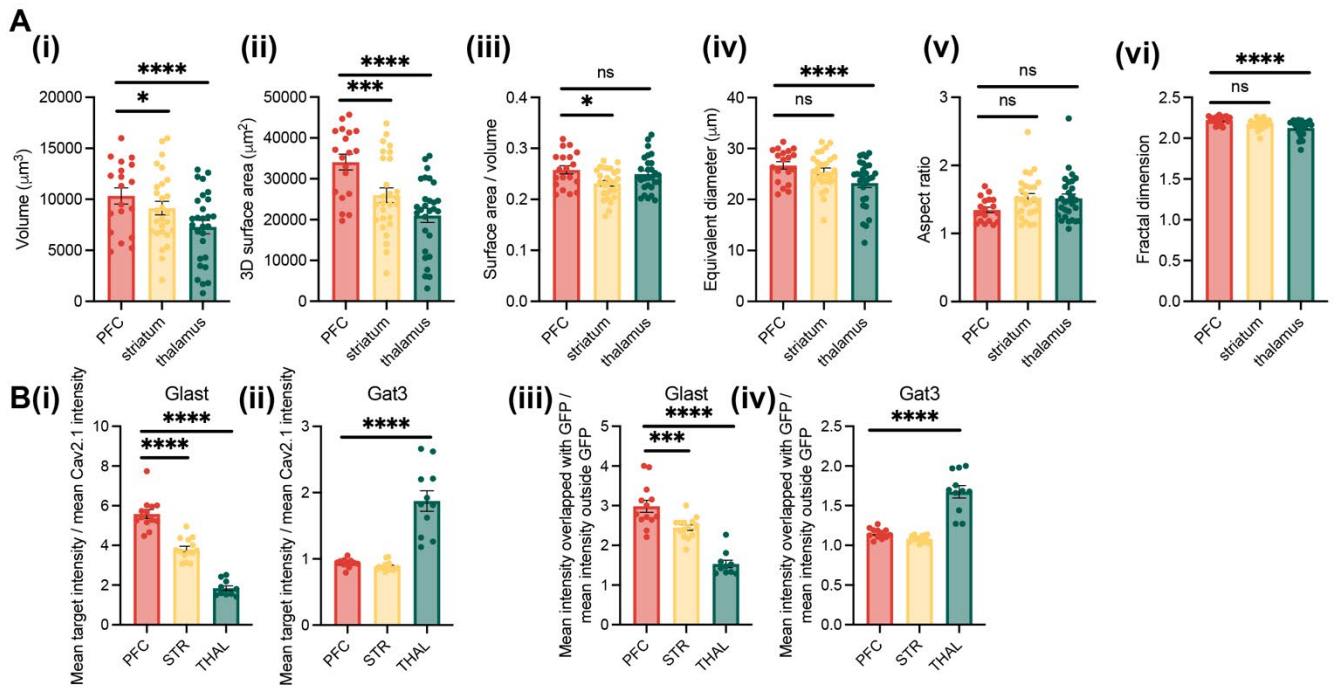 A
(i)
****
*
20000
15000
10000
5000
0
Volume (μm³)
PFC
striatum
thalamus
(ii)
****
***
50000
40000
30000
20000
10000
0
3D surface area (μm²)
PFC
striatum
thalamus
(iii)
ns
*
0.4
0.3
0.2
0.1
0.0
Surface area / volume
PFC
striatum
thalamus
(iv)
****
ns
40
30
20
10
0
Equivalent diameter (μm)
PFC
striatum
thalamus
(v)
ns
ns
3
2
1
0
Aspect ratio
PFC
striatum
thalamus
(vi)
****
ns
2.5
2.0
1.5
1.0
0.5
0.0
Fractal dimension
PFC
striatum
thalamus
B(i)
Glast
****
****
10
8
6
4
2
0
Mean target intensity / mean Cav2.1 intensity
PFC
STR
THAL
(ii)
Gat3
****
3
2
1
0
Mean target intensity / mean Cav2.1 intensity
PFC
STR
THAL
(iii)
Glast
****
***
5
4
3
2
1
0
Mean intensity overlapped with GFP /
mean intensity outside GFP
PFC
STR
THAL
(iv)
Gat3
****
2.5
2.0
1.5
1.0
0.5
0.0
Mean intensity overlapped with GFP /
mean intensity outside GFP
PFC
STR
THAL